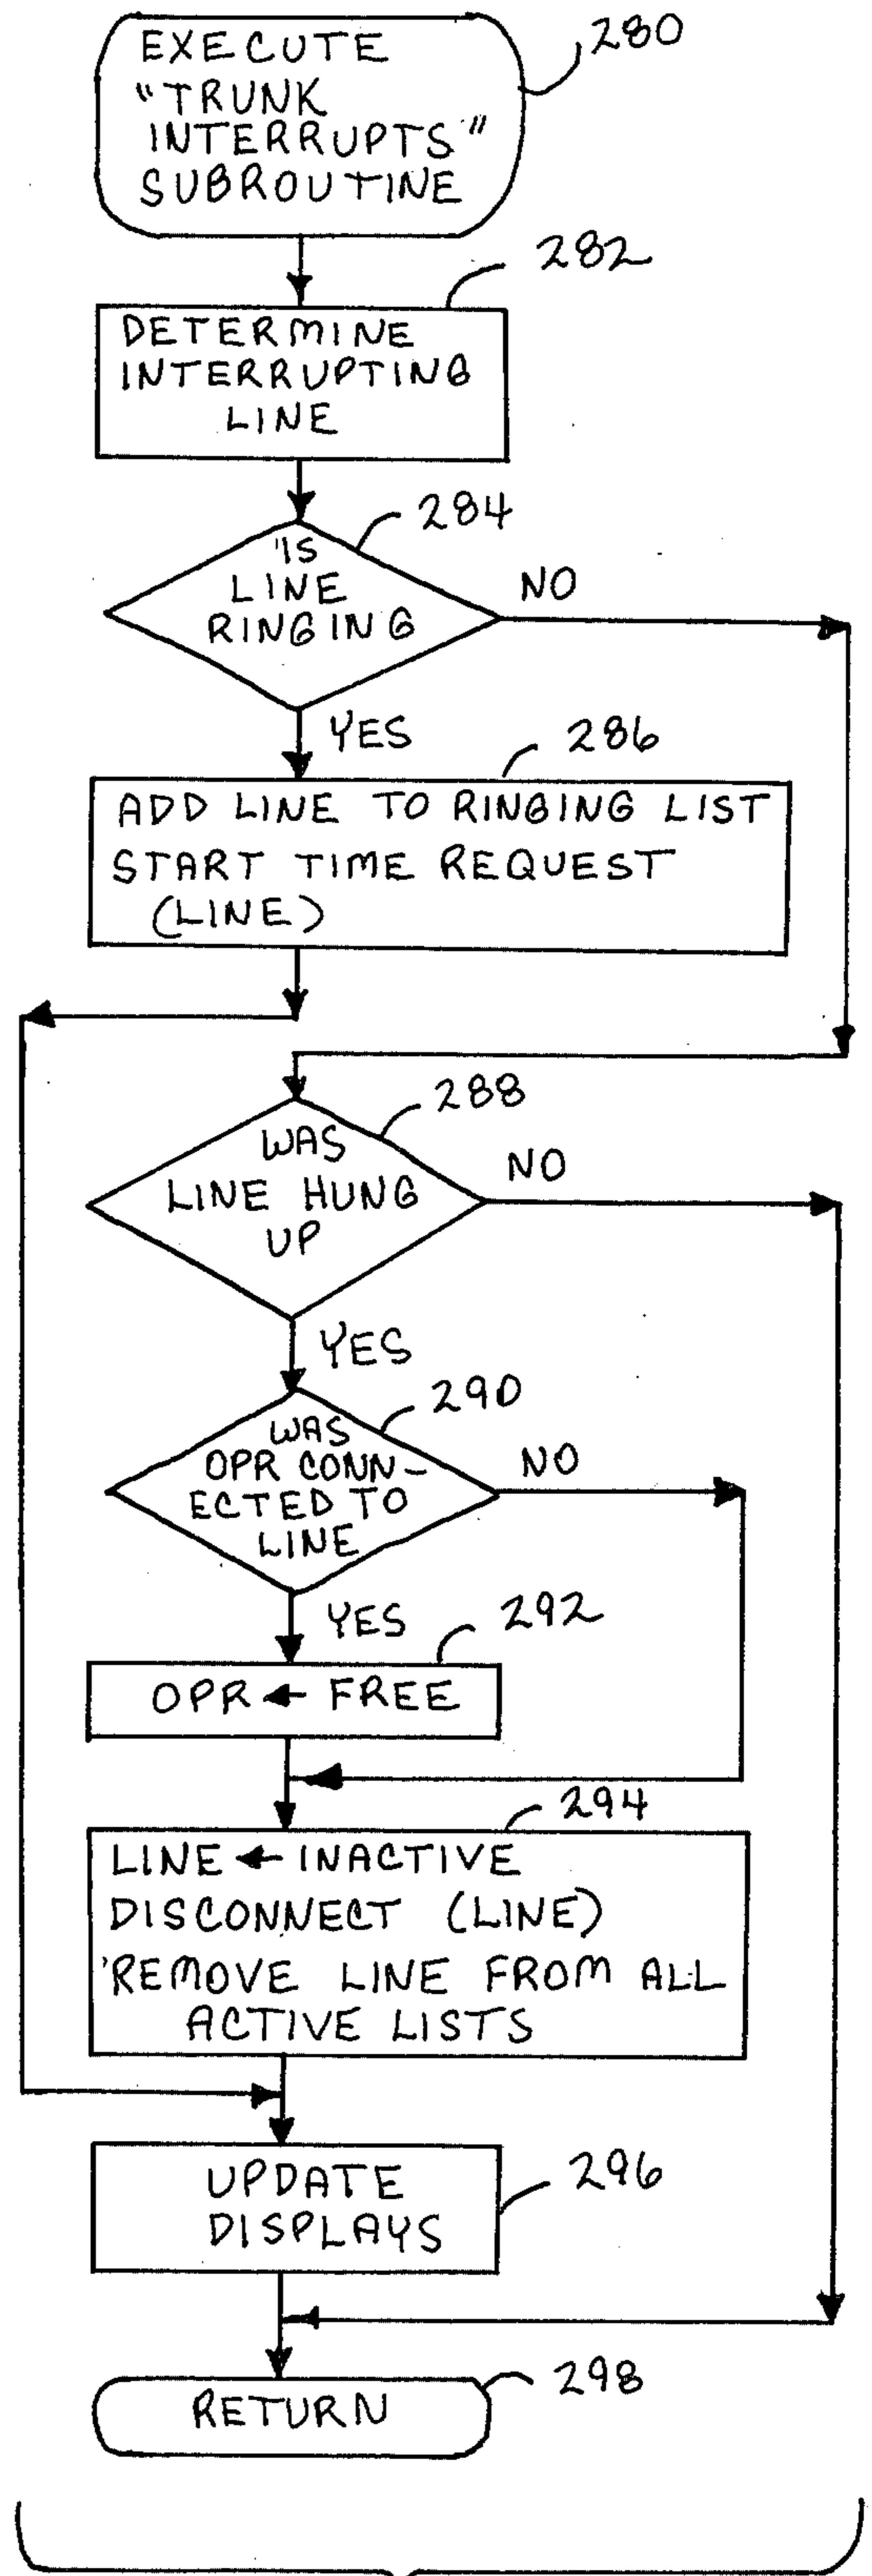 EXECUTE
"TRUNK
INTERRUPTS"
SUBROUTINE
280
282
DETERMINE
INTERRUPTING
LINE
284
IS
LINE
RINGING
NO
YES
286
ADD LINE TO RINGING LIST
START TIME REQUEST
(LINE)
288
WAS
LINE HUNG
UP
NO
YES
290
WAS
OPR CONN-
ECTED TO
LINE
NO
YES
292
OPR ← FREE
294
LINE ← INACTIVE
DISCONNECT (LINE)
REMOVE LINE FROM ALL
ACTIVE LISTS
296
UPDATE
DISPLAYS
298
RETURN